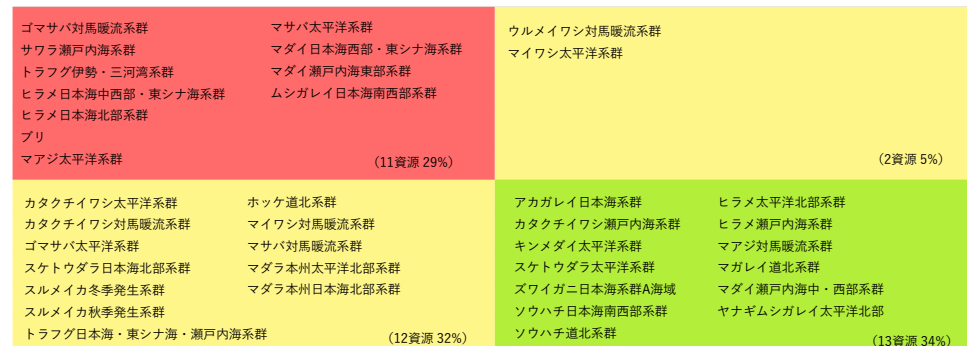 ゴマサバ対馬暖流系群
サワラ瀬戸内海系群
トラフグ伊勢・三河湾系群
ヒラメ日本海中西部・東シナ海系群
ヒラメ日本海北部系群
ブリ
マアジ太平洋系群
マサバ太平洋系群
マダイ日本海西部・東シナ海系群
マダイ瀬戸内海東部系群
ムシガレイ日本海南西部系群
(11資源 29%)
ウルメイワシ対馬暖流系群
マイワシ太平洋系群
(2資源 5%)
カタクチイワシ太平洋系群
カタクチイワシ対馬暖流系群
ゴマサバ太平洋系群
スケトウダラ日本海北部系群
スルメイカ冬季発生系群
スルメイカ秋季発生系群
トラフグ日本海・東シナ海・瀬戸内海系群
ホッケ道北系群
マイワシ対馬暖流系群
マサバ対馬暖流系群
マダラ本州太平洋北部系群
マダラ本州日本海北部系群
(12資源 32%)
アカガレイ日本海系群
カタクチイワシ瀬戸内海系群
キンメダイ太平洋系群
スケトウダラ太平洋系群
ズワイガニ日本海系群A海域
ソウハチ日本海南西部系群
ソウハチ道北系群
ヒラメ太平洋北部系群
ヒラメ瀬戸内海系群
マアジ対馬暖流系群
マガレイ道北系群
マダイ瀬戸内海中・西部系群
ヤナギムシガレイ太平洋北部
(13資源 34%)